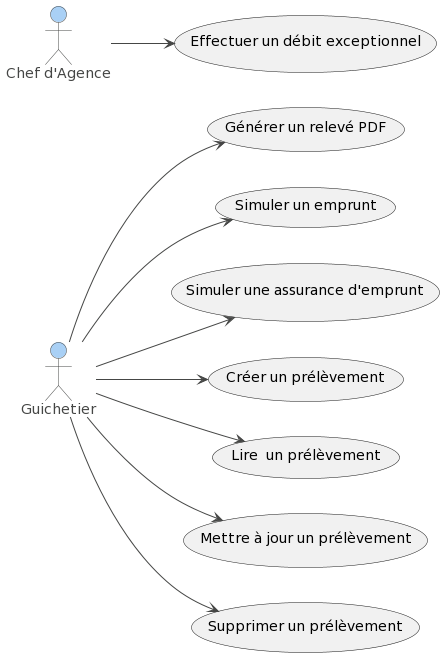 Effectuer un débit exceptionnel
Chef d'Agence
Générer un relevé PDF
Simuler un emprunt
Simuler une assurance d'emprunt
Créer un prélèvement
Guichetier
Lire  un prélèvement
Mettre à jour un prélèvement
Supprimer un prélèvement